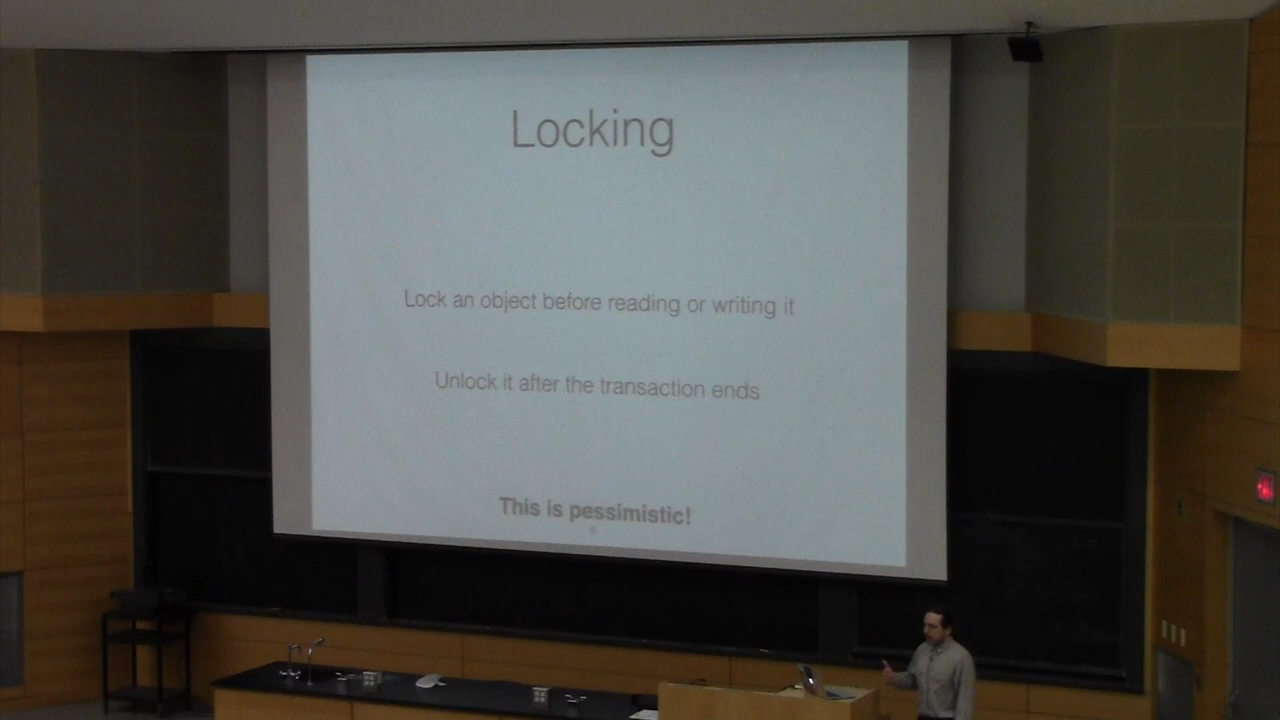 Locking
Lock an object before reading or writing it
Unlock it after the transaction ends
This is pessimistic!